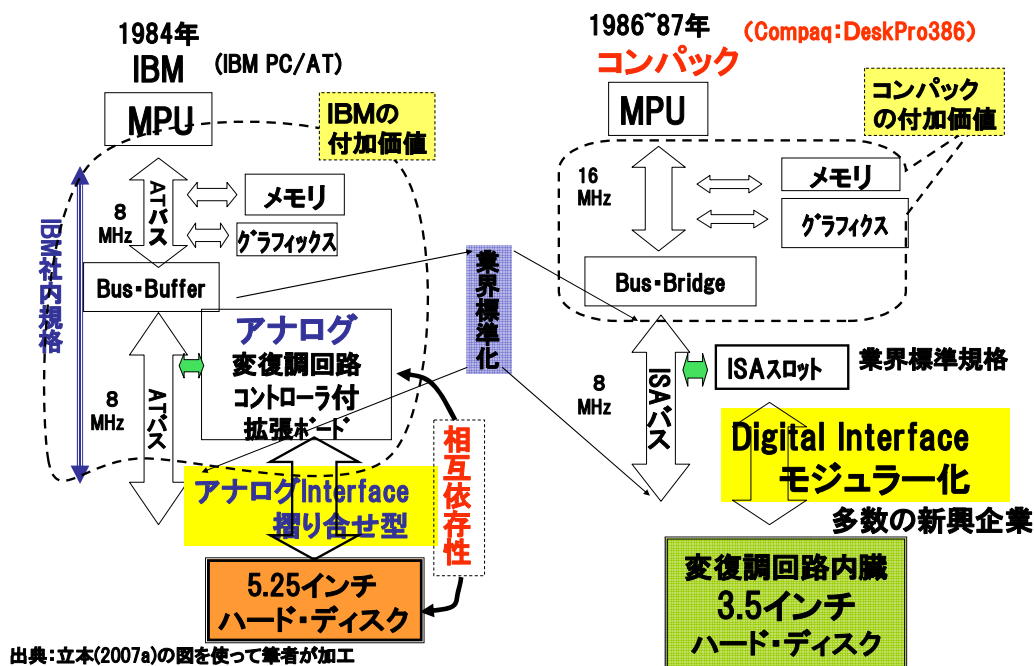 1984年
IBM (IBM PC/AT)
MPU
IBMの
付加価値
ATバス
8
MHz
メモリ
グラフィックス
Bus・Buffer
IBM社内規格
アナログ
変復調回路
コントローラ付
拡張ボード
ATバス
8
MHz
アナログInterface
摺り合せ型
相互依存性
5.25インチ
ハード・ディスク
出典:立本(2007a)の図を使って筆者が加工
業界標準化
1986~87年 (Compaq:DeskPro386)
コンパック
MPU
コンパック
の付加価値
16
MHz
メモリ
グラフィクス
Bus・Bridge
ISAバス
8
MHz
ISAスロット
業界標準規格
Digital Interface
モジュラー化
多数の新興企業
変復調回路内臓
3.5インチ
ハード・ディスク